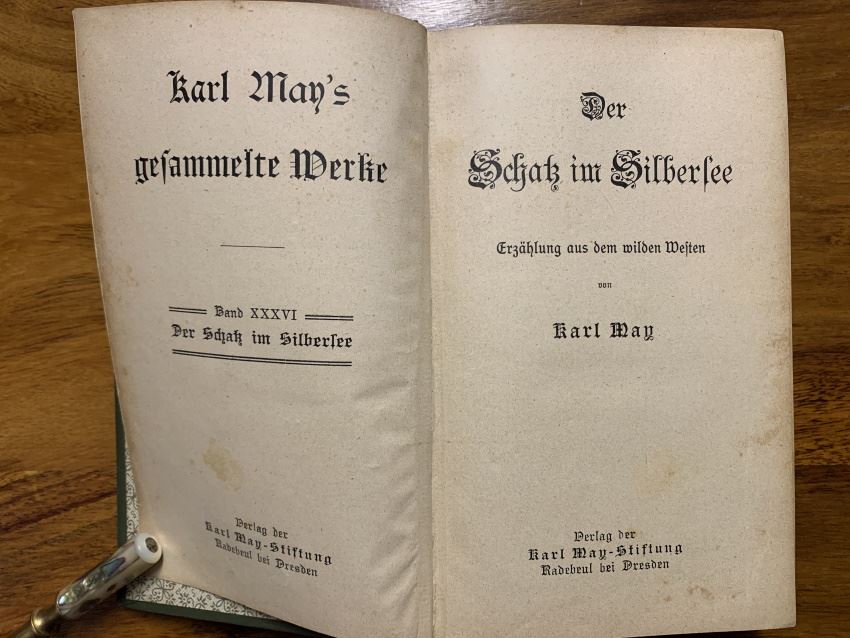 Karl May's
gesammelte Werke
Band XXXVI
Der Schatz im Silbersee
Verlag der
Karl May-Stiftung
Radebeul bei Dresden
Der
Schatz im Silbersee
Erzählung aus dem wilden Westen
von
Karl May
Verlag der
Karl May-Stiftung
Radebeul bei Dresden